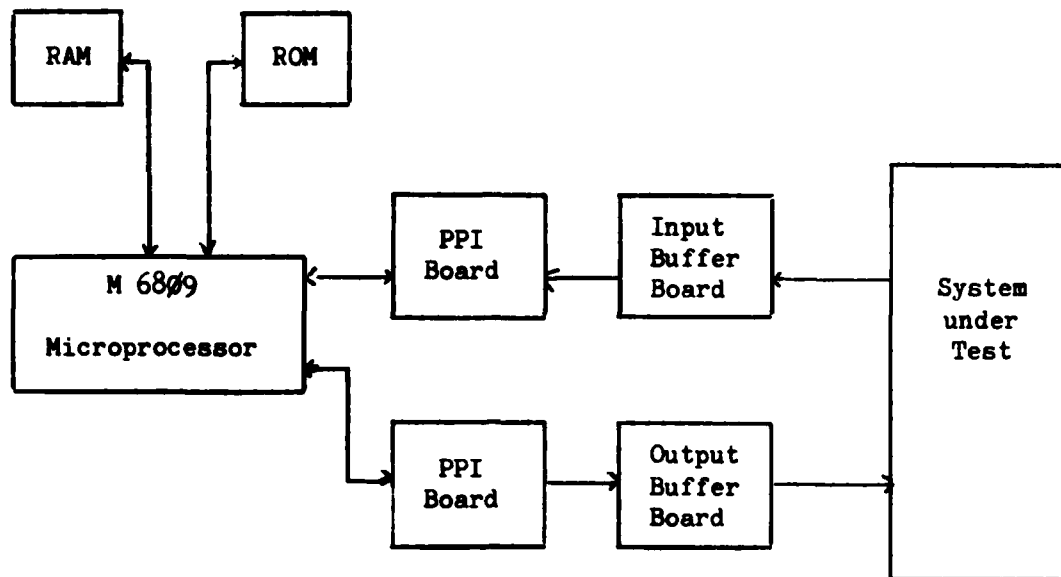 RAM
ROM
PPI
Board
Input
Buffer
Board
M 68Ø9
Microprocessor
System
under
Test
PPI
Board
Output
Buffer
Board